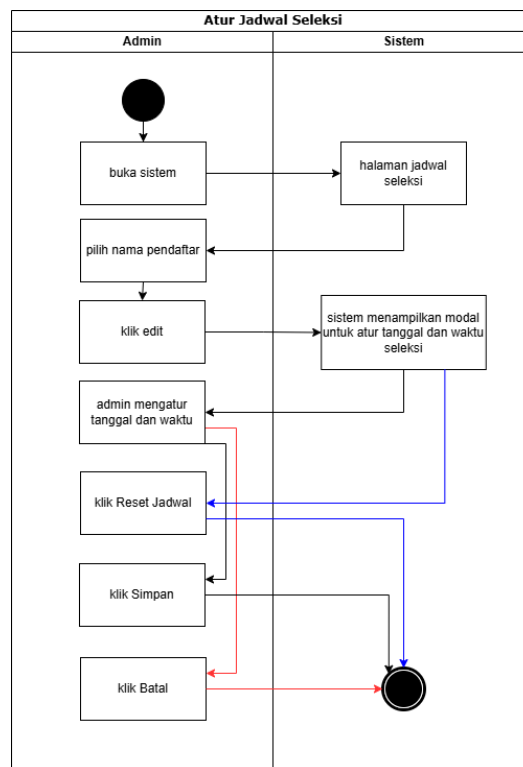 Atur Jadwal Seleksi
Admin
Sistem
buka sistem
halaman jadwal
seleksi
pilih nama pendaftar
klik edit
sistem menampilkan modal
untuk atur tanggal dan waktu
seleksi
admin mengatur
tanggal dan waktu
klik Reset Jadwal
klik Simpan
klik Batal